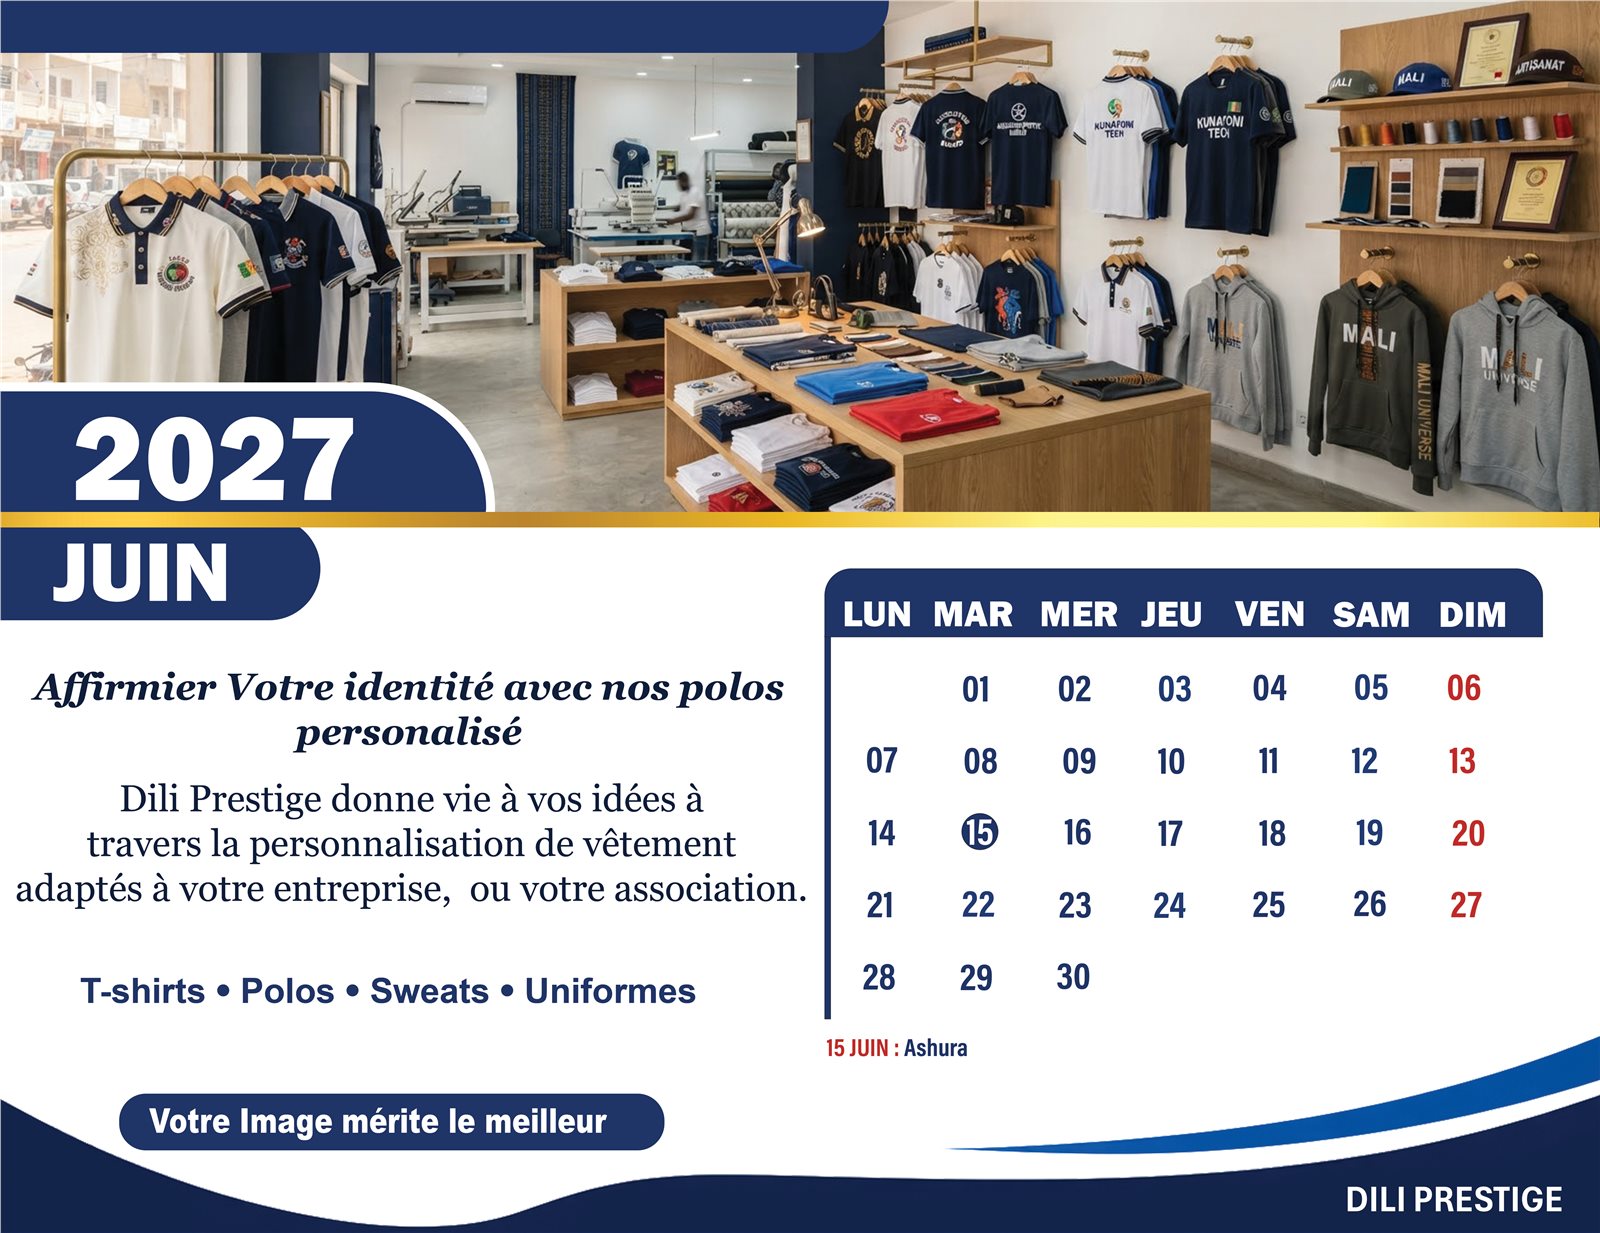 KUNAFONI
TECH
KUNAFONI
TECH
MALI
MALI
MALI
MALI UNIVERSE
MALI
UNIVERSE
2027
JUIN
Affirmier Votre identité avec nos polos
personalisé
Dili Prestige donne vie à vos idées à
travers la personnalisation de vêtement
adaptés à votre entreprise,  ou votre association.
T-shirts • Polos • Sweats • Uniformes
Votre Image mérite le meilleur
LUN MAR MER JEU VEN SAM DIM
01 02 03 04 05 06
07 08 09 10 11 12 13
14 15 16 17 18 19 20
21 22 23 24 25 26 27
28 29 30
15 JUIN : Ashura
DILI PRESTIGE